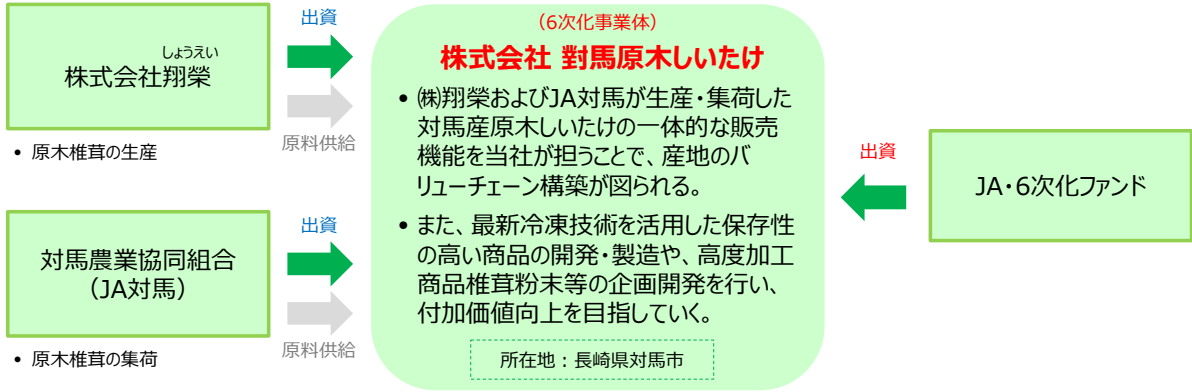 しょうえい
株式会社翔榮
• 原木椎茸の生産
出資
原料供給
対馬農業協同組合
（JA対馬）
• 原木椎茸の集荷
出資
原料供給
（6次化事業体）
株式会社 對馬原木しいたけ
• ㈱翔榮およびJA対馬が生産・集荷した
対馬産原木しいたけの一体的な販売
機能を当社が担うことで、産地のバ
リューチェーン構築が図られる。
• また、最新冷凍技術を活用した保存性
の高い商品の開発・製造や、高度加工
商品椎茸粉末等の企画開発を行い、
付加価値向上を目指していく。
所在地：長崎県対馬市
出資
JA・6次化ファンド